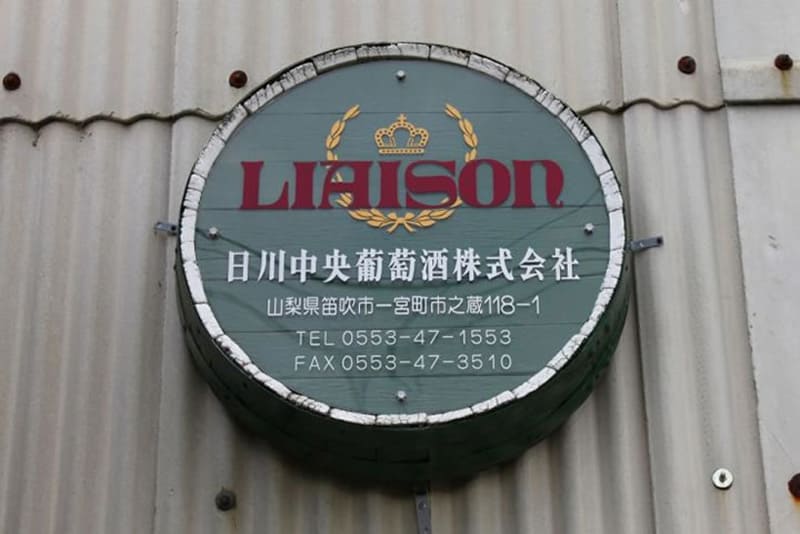 LIAISON
日川中央葡萄酒株式会社
山梨県笛吹市一宮町市之蔵118-1
TEL 0553-47-1553
FAX 0553-47-3510